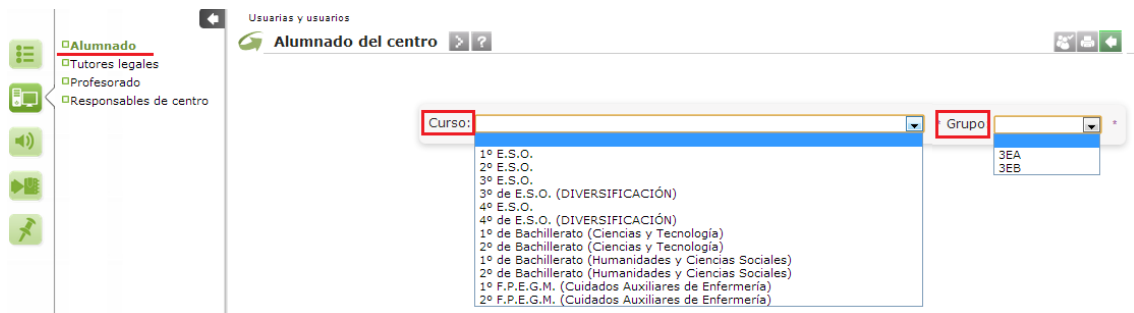 Alumnado
Tutores legales
Profesorado
Responsables de centro
Usuarias y usuarios
Alumnado del centro > ?
Curso:
* Grupo
*
1º E.S.O.
2º E.S.O.
3º E.S.O.
3º de E.S.O. (DIVERSIFICACIÓN)
4º E.S.O.
4º de E.S.O. (DIVERSIFICACIÓN)
1º de Bachillerato (Ciencias y Tecnología)
2º de Bachillerato (Ciencias y Tecnología)
1º de Bachillerato (Humanidades y Ciencias Sociales)
2º de Bachillerato (Humanidades y Ciencias Sociales)
1º F.P.E.G.M. (Cuidados Auxiliares de Enfermería)
2º F.P.E.G.M. (Cuidados Auxiliares de Enfermería)
3EA
3EB